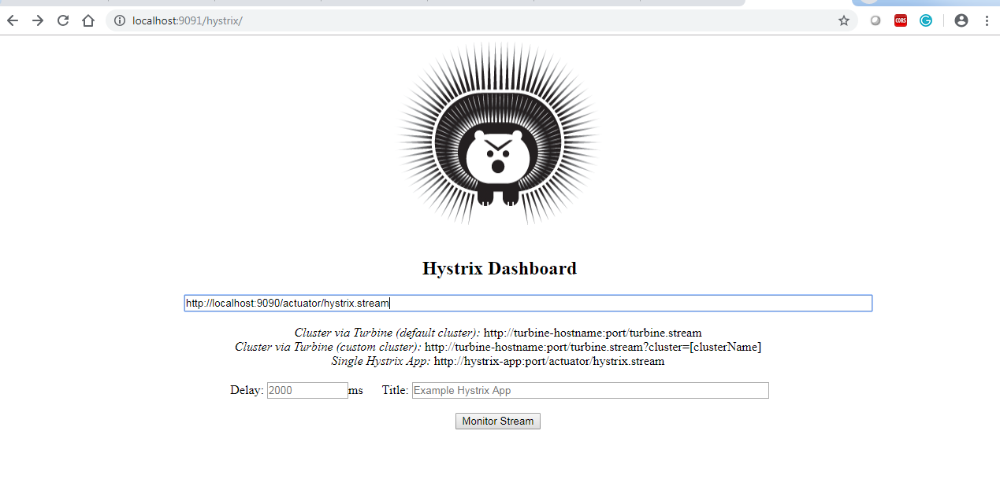 localhost:9091/hystrix/
CORS
Hystrix Dashboard
http://localhost:9090/actuator/hystrix.stream
Cluster via Turbine (default cluster): http://turbine-hostname:port/turbine.stream
Cluster via Turbine (custom cluster): http://turbine-hostname:port/turbine.stream?cluster=[clusterName]
Single Hystrix App: http://hystrix-app:port/actuator/hystrix.stream
Delay: 2000 ms Title: Example Hystrix App
Monitor Stream